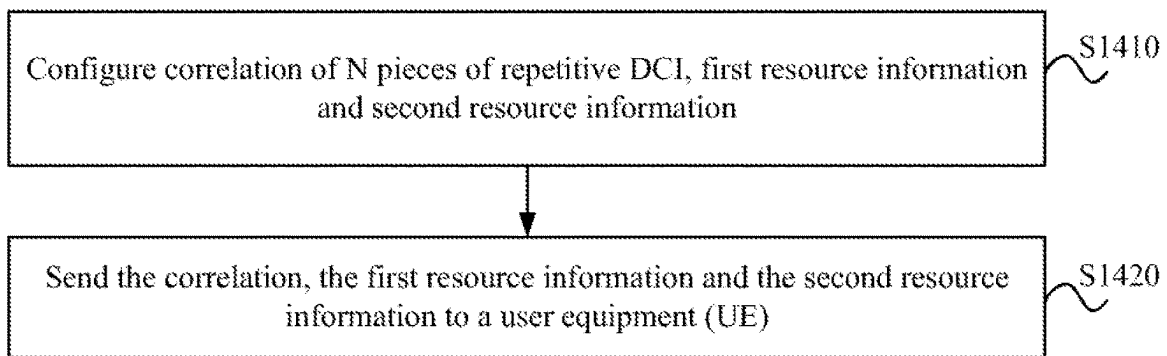 Configure correlation of N pieces of repetitive DCI, first resource information
and second resource information
S1410
Send the correlation, the first resource information and the second resource
information to a user equipment (UE)
S1420